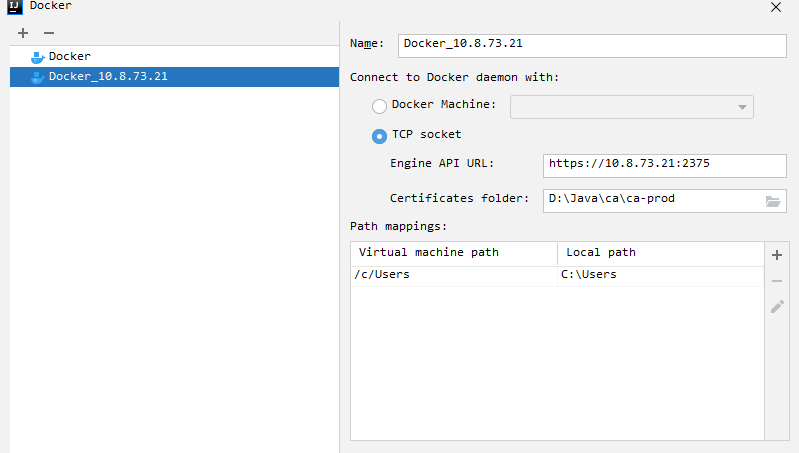 IJ Docker
Docker
Docker_10.8.73.21
Name: Docker_10.8.73.21
Connect to Docker daemon with:
Docker Machine:
TCP socket
Engine API URL: https://10.8.73.21:2375
Certificates folder: D:\Java\ca\ca-prod
Path mappings:
Virtual machine path Local path
/c/Users C:\Users